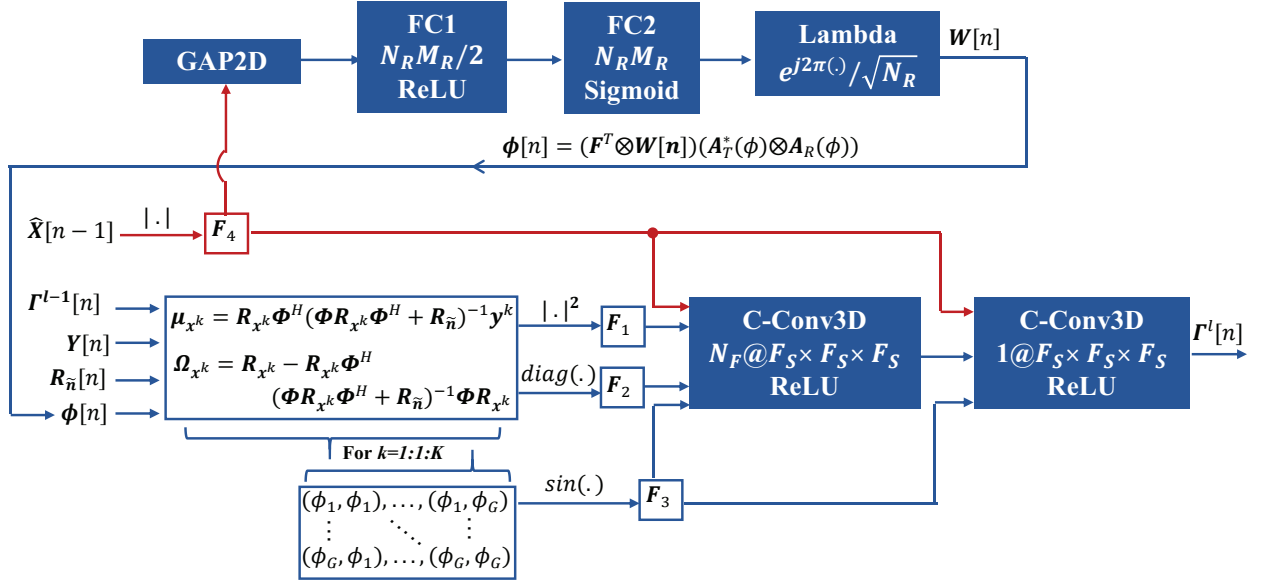 GAP2D
FC1
N_R M_R/2
ReLU
FC2
N_R M_R
Sigmoid
Lambda
e^{j2π(.)}/√N_R
W[n]
ϕ[n] = (F^T⊗W[n])(A_T^*(ϕ)⊗A_R(ϕ))
X̂[n − 1]
| . |
F_4
Γ^{l−1}[n]
Y[n]
R_ñ[n]
ϕ[n]
μ_{x^k} = R_{x^k}Φ^H(ΦR_{x^k}Φ^H + R_ñ)^{−1}y^k
Ω_{x^k} = R_{x^k} − R_{x^k}Φ^H
(ΦR_{x^k}Φ^H + R_ñ)^{−1}ΦR_{x^k}
| . |^2
F_1
diag(.)
F_2
C-Conv3D
N_F@F_S× F_S× F_S
ReLU
C-Conv3D
1@F_S× F_S× F_S
ReLU
Γ^l[n]
For k=1:1:K
(ϕ_1, ϕ_1), . . . , (ϕ_1, ϕ_G)
⋮ ⋱ ⋮
(ϕ_G, ϕ_1), . . . , (ϕ_G, ϕ_G)
sin(.)
F_3